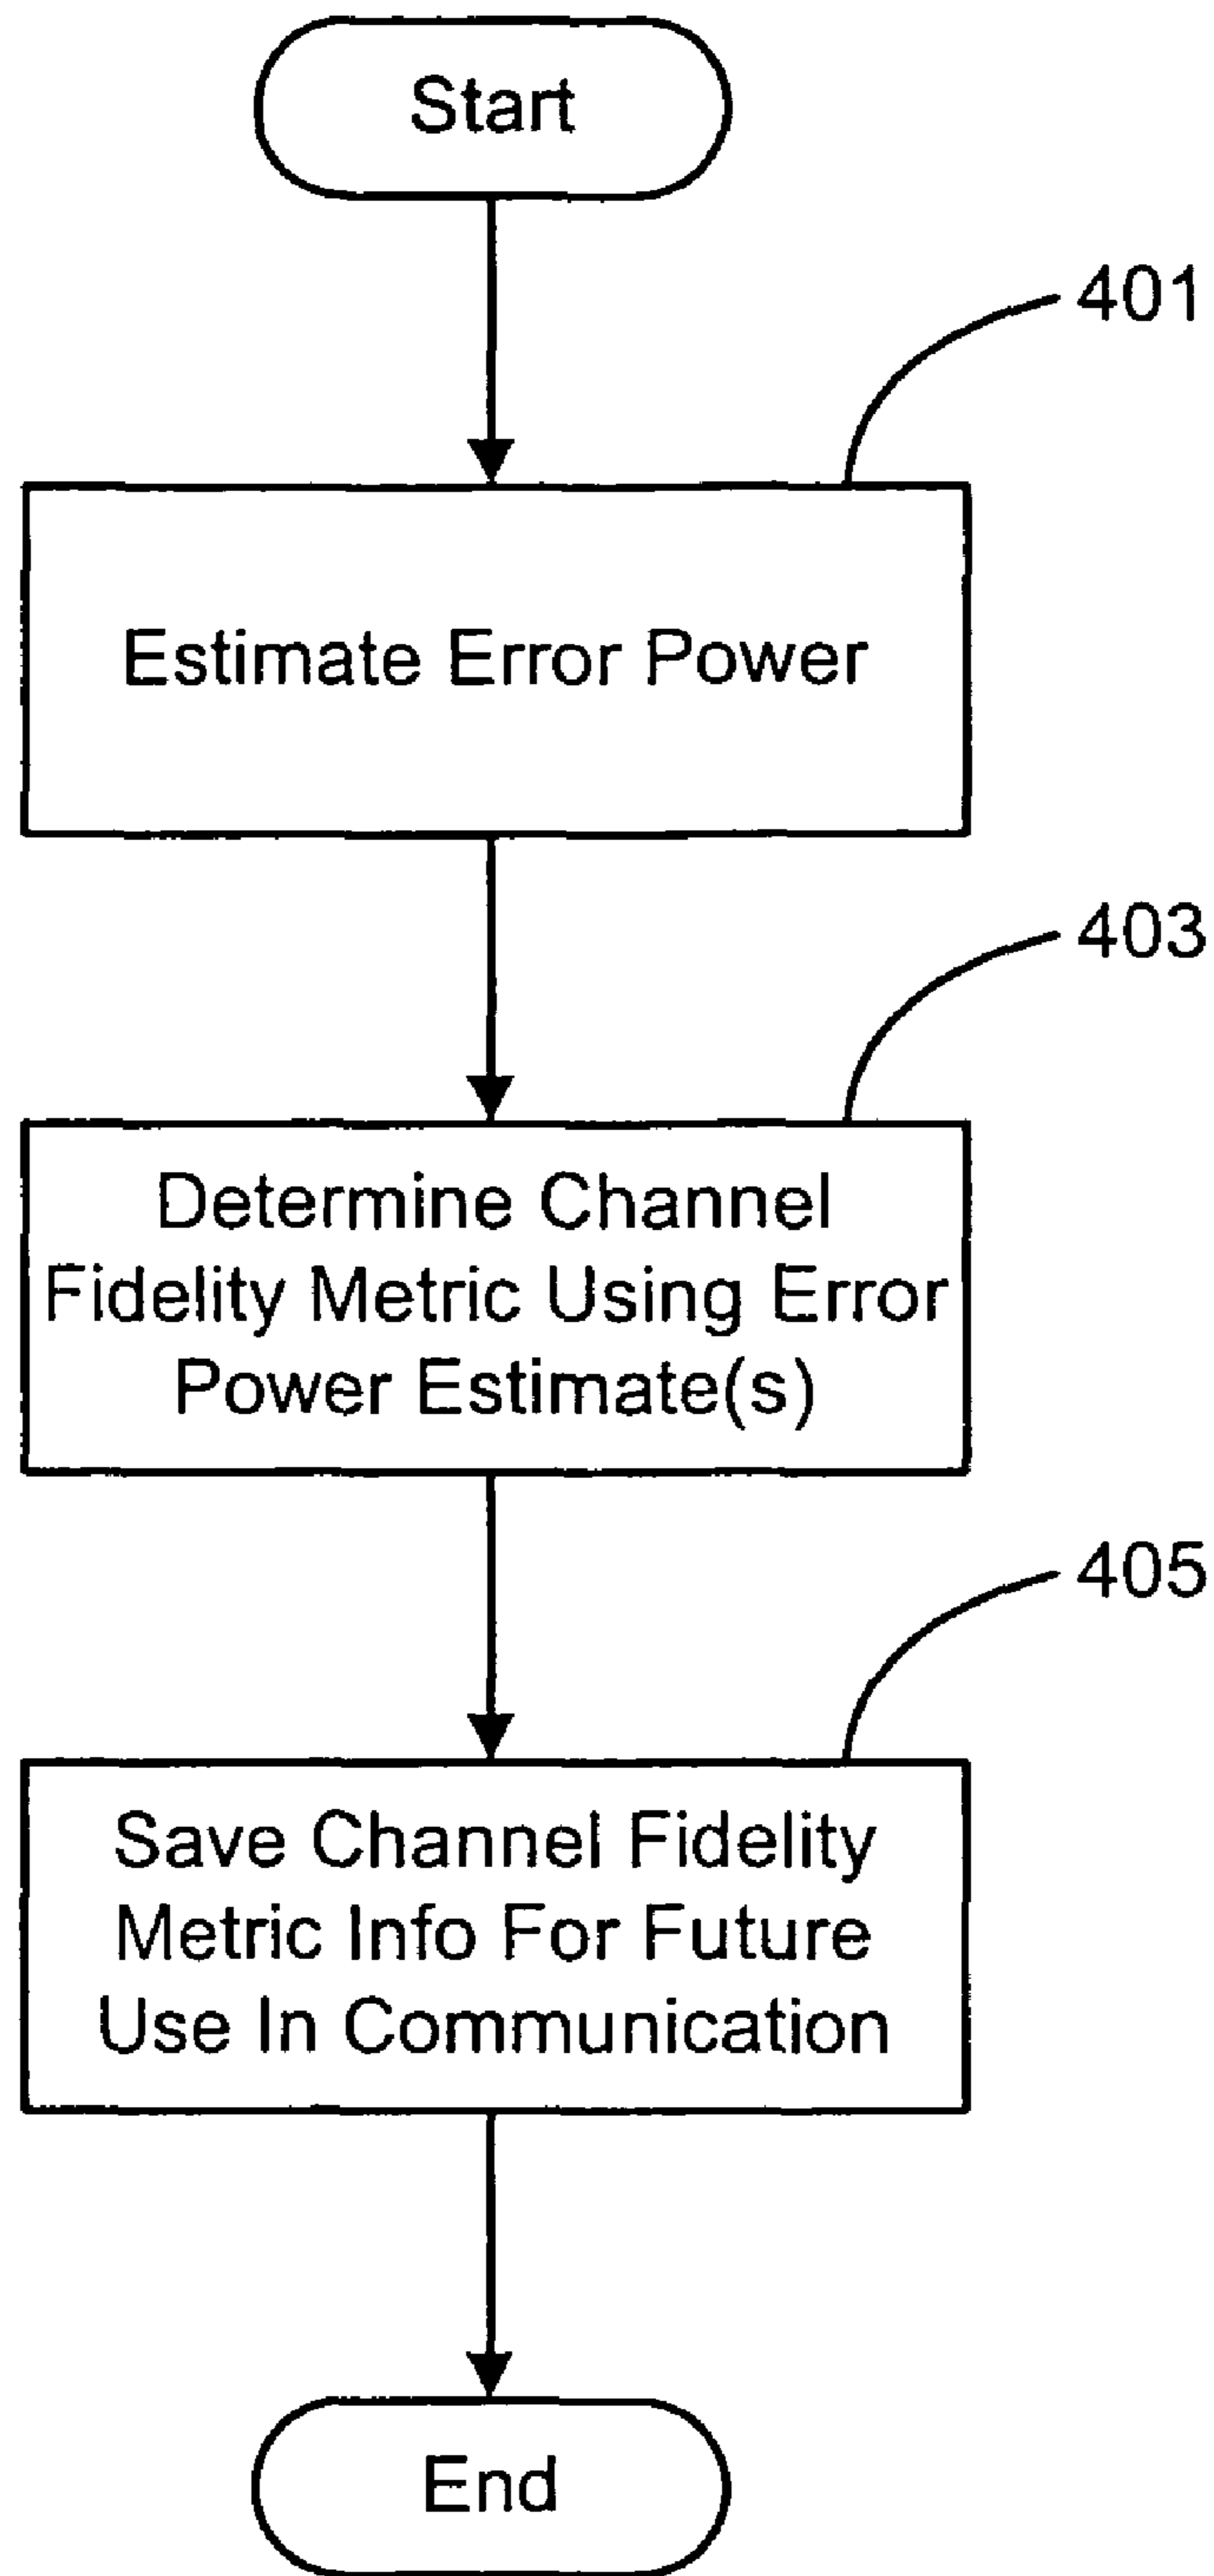 Start
401
Estimate Error Power
403
Determine Channel
Fidelity Metric Using Error
Power Estimate(s)
405
Save Channel Fidelity
Metric Info For Future
Use In Communication
End